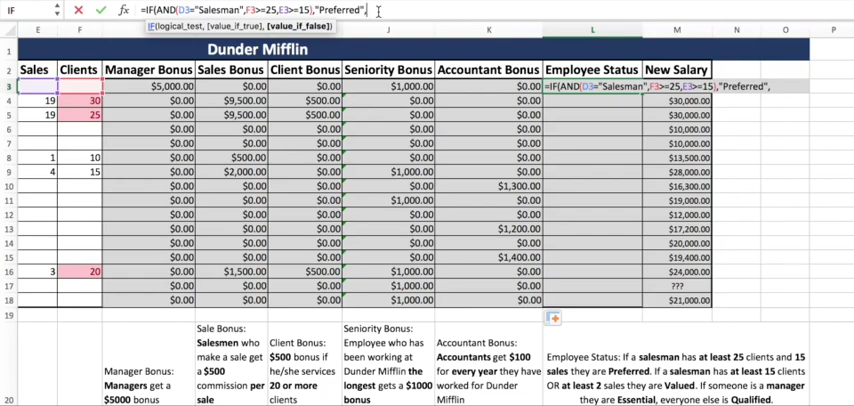 IF =IF(AND(D3="Salesman",F3>=25,E3>=15),"Preferred",
IF(logical_test, [value_if_true], [value_if_false])
E F G H I J K L M N O P
1 Dunder Mifflin
2 Sales Clients Manager Bonus Sales Bonus Client Bonus Seniority Bonus Accountant Bonus Employee Status New Salary
3 $5,000.00 $0.00 $0.00 $1,000.00 $0.00 =IF(AND(D3="Salesman",F3>=25,E3>=15),"Preferred",
4 19 30 $0.00 $9,500.00 $500.00 $0.00 $0.00 $30,000.00
5 19 25 $0.00 $9,500.00 $500.00 $0.00 $0.00 $30,000.00
6 $0.00 $0.00 $0.00 $0.00 $0.00 $10,000.00
7 $0.00 $0.00 $0.00 $0.00 $0.00 $10,000.00
8 1 10 $0.00 $500.00 $0.00 $0.00 $0.00 $13,500.00
9 4 15 $0.00 $2,000.00 $0.00 $1,000.00 $0.00 $28,000.00
10 $0.00 $0.00 $0.00 $0.00 $1,300.00 $16,300.00
11 $0.00 $0.00 $0.00 $1,000.00 $0.00 $19,000.00
12 $0.00 $0.00 $0.00 $0.00 $0.00 $12,000.00
13 $0.00 $0.00 $0.00 $0.00 $1,200.00 $17,200.00
14 $0.00 $0.00 $0.00 $0.00 $0.00 $20,000.00
15 $0.00 $0.00 $0.00 $0.00 $1,400.00 $19,400.00
16 3 20 $0.00 $1,500.00 $500.00 $1,000.00 $0.00 $24,000.00
17 $0.00 $0.00 $0.00 $1,000.00 $0.00 ???
18 $0.00 $0.00 $0.00 $1,000.00 $0.00 $21,000.00
19
20
Manager Bonus:
Managers get a
$5000 bonus
Sale Bonus:
Salesmen who
make a sale get
a $500
commission per
sale
Client Bonus:
$500 bonus if
he/she services
20 or more
clients
Seniority Bonus:
Employee who has
been working at
Dunder Mifflin the
longest gets a $1000
bonus
Accountant Bonus:
Accountants get $100
for every year they have
worked for Dunder
Mifflin
Employee Status: If a salesman has at least 25 clients and 15
sales they are Preferred. If a salesman has at least 15 clients
OR at least 2 sales they are Valued. If someone is a manager
they are Essential, everyone else is Qualified.